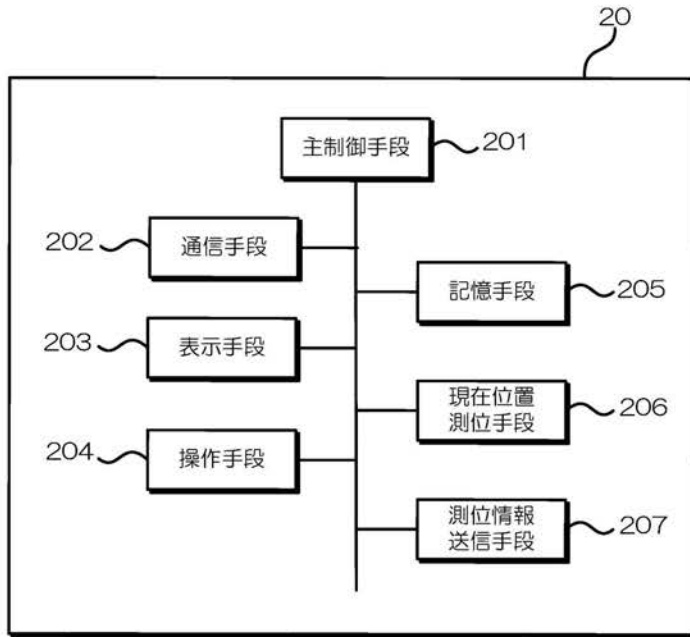 20
主制御手段
201
202
通信手段
記憶手段
205
203
表示手段
現在位置
測位手段
206
204
操作手段
測位情報
送信手段
207